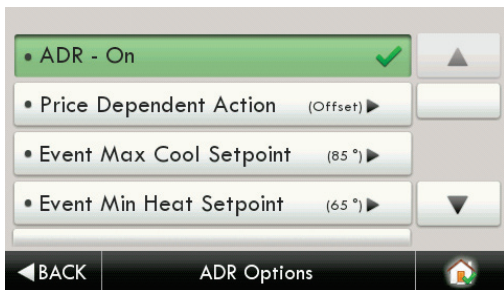 • ADR - On
• Price Dependent Action (Offset)
• Event Max Cool Setpoint (85°)
• Event Min Heat Setpoint (65°)
BACK ADR Options